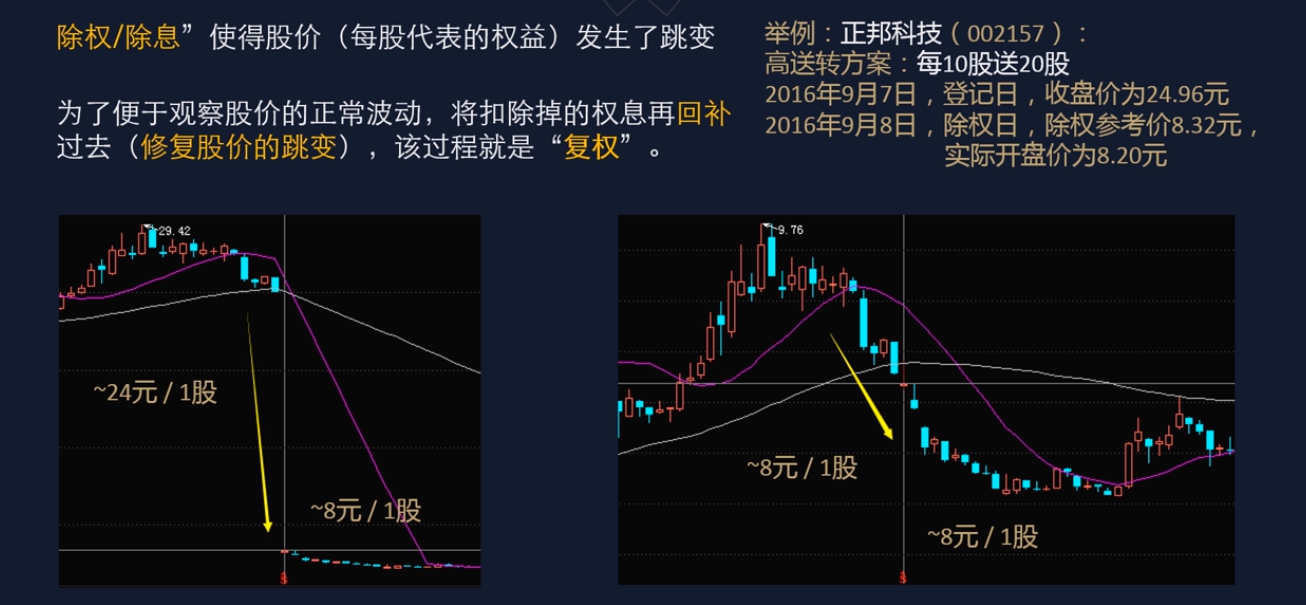 除权/除息”使得股价（每股代表的权益）发生了跳变
为了便于观察股价的正常波动，将扣除掉的权息再回补
过去（修复股价的跳变），该过程就是“复权”。
举例：正邦科技（002157）：
高送转方案：每10股送20股
2016年9月7日，登记日，收盘价为24.96元
2016年9月8日，除权日，除权参考价8.32元，
实际开盘价为8.20元
29.42
~24元 / 1股
~8元 / 1股
$
9.76
~8元 / 1股
~8元 / 1股
$